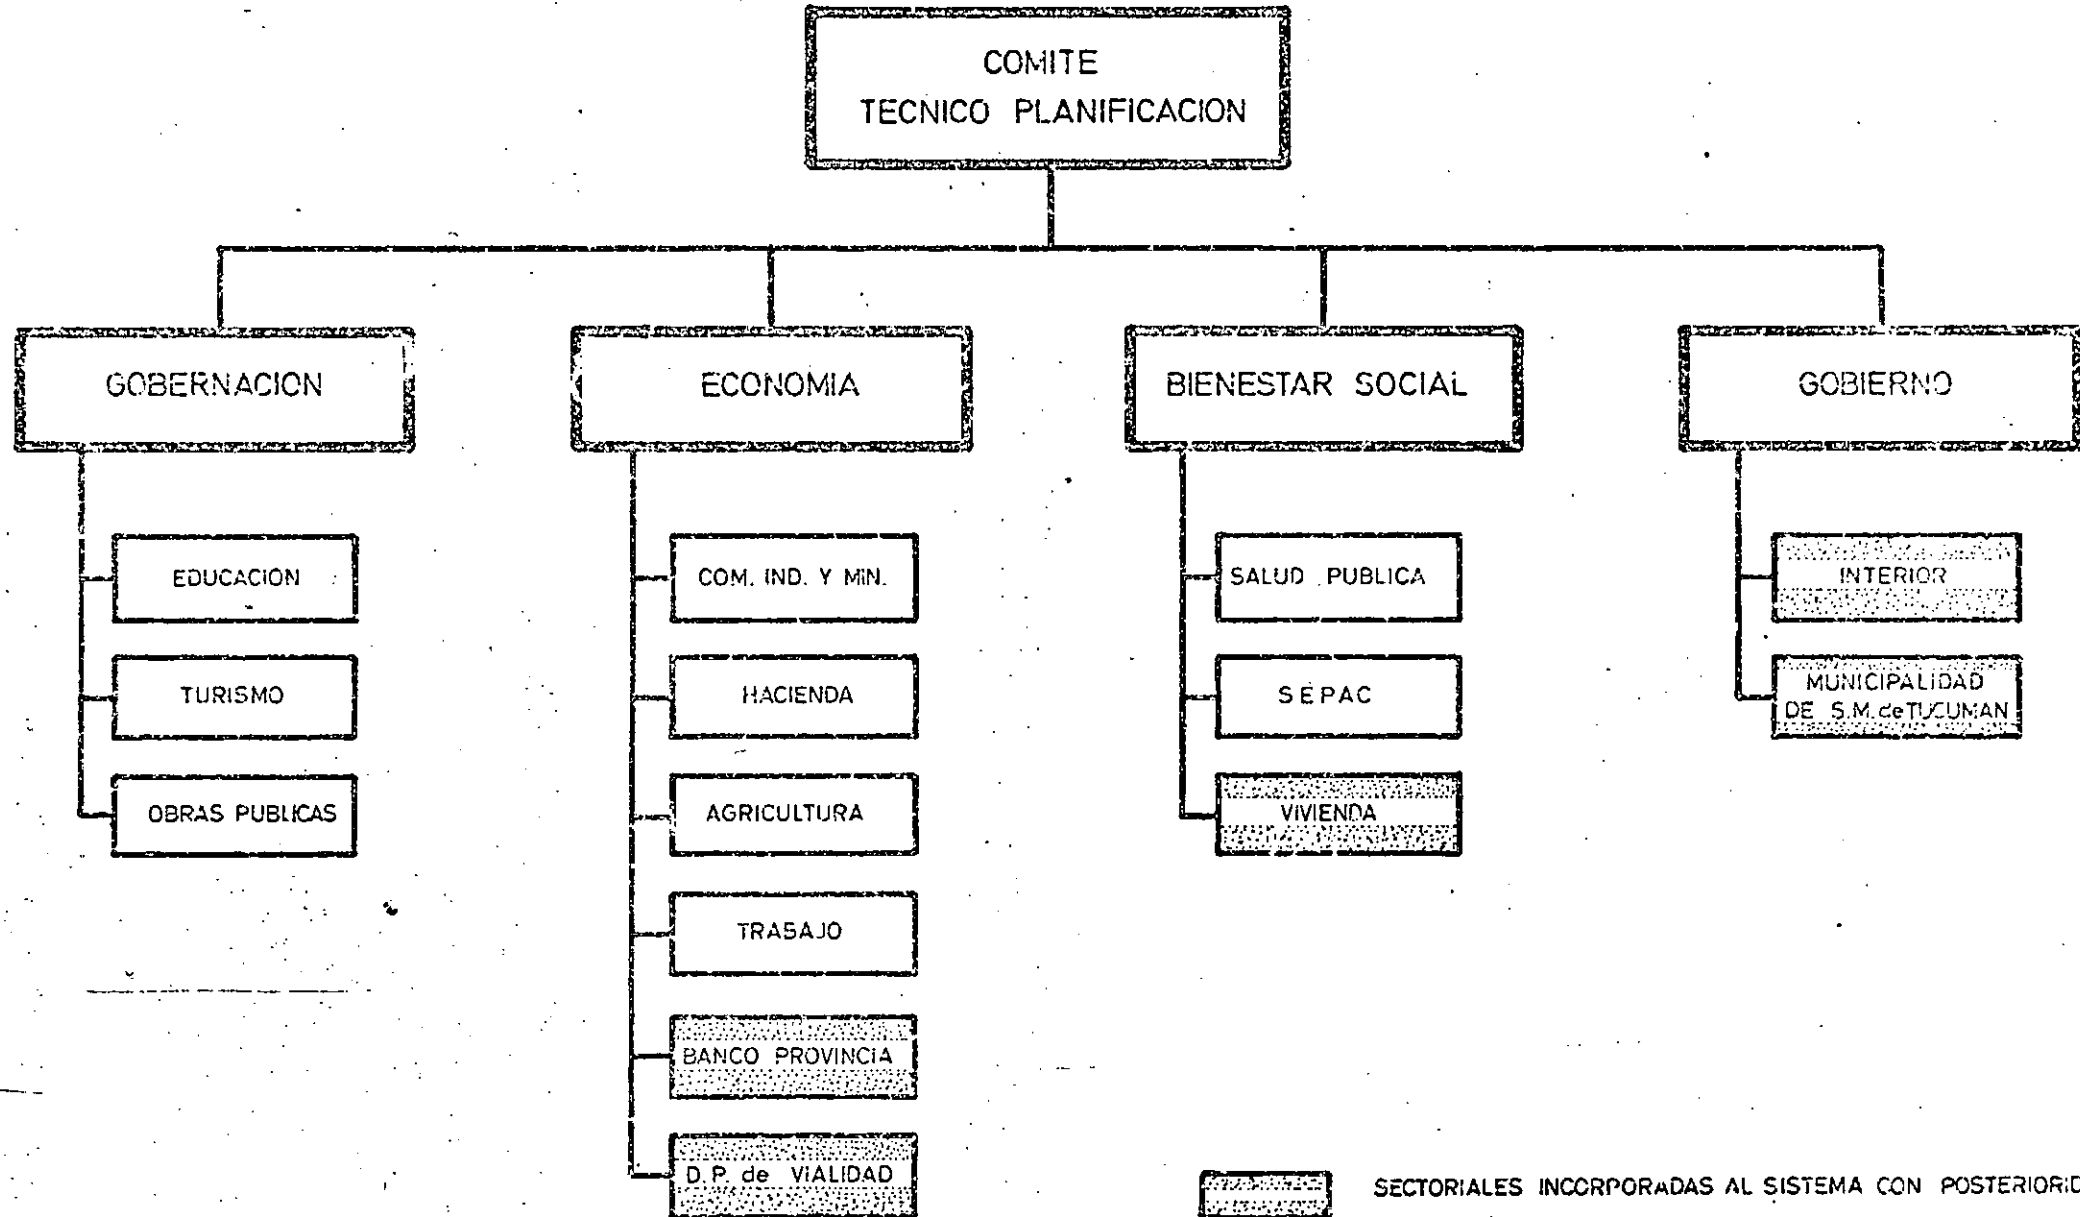 COMITE
TECNICO PLANIFICACION
GOBERNACION
ECONOMIA
BIENESTAR SOCIAL
GOBIERNO
EDUCACION
TURISMO
OBRAS PUBLICAS
COM. IND. Y MIN.
HACIENDA
AGRICULTURA
TRABAJO
BANCO PROVINCIA
D.P. de VIALIDAD
SALUD PUBLICA
SEPAC
VIVIENDA
INTERIOR
MUNICIPALIDAD
DE S.M. de TUCUMAN
SECTORIALES INCORPORADAS AL SISTEMA CON POSTERIORID